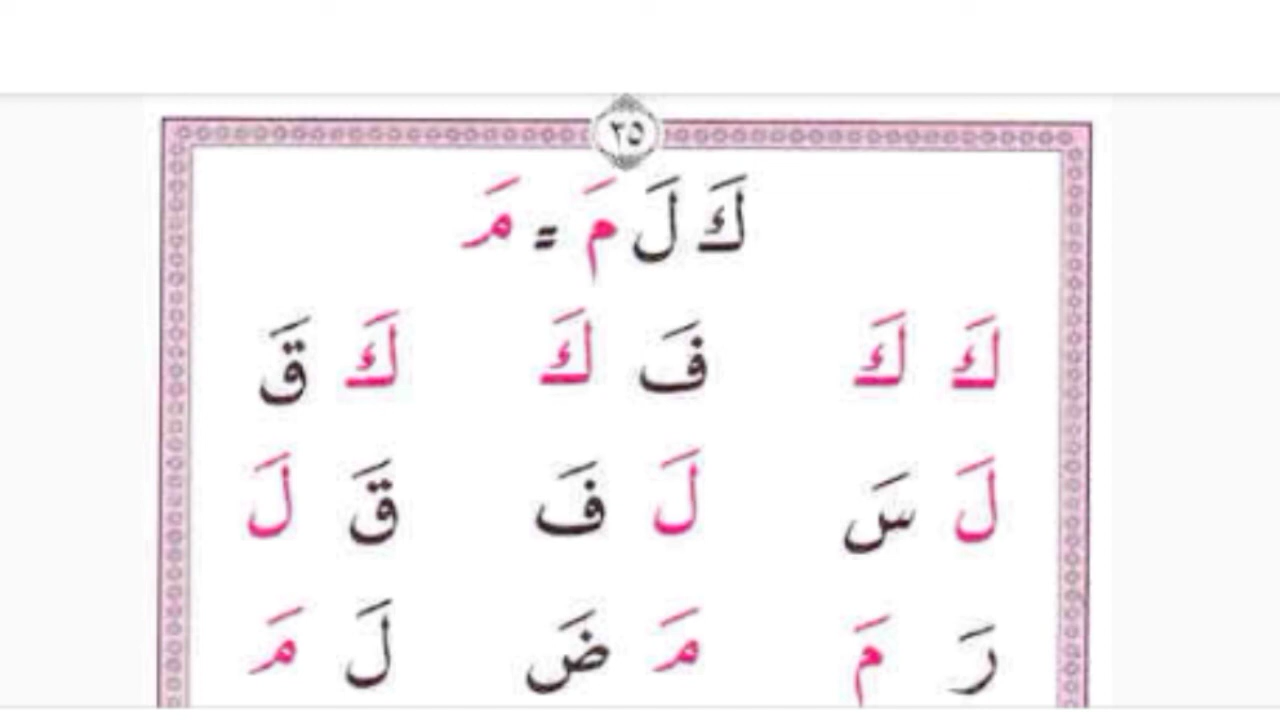 ٢٥
كَ لَ مَ = مَ
كَ كَ فَ كَ كَ قَ
لَ سَ لَ فَ قَ لَ
رَ مَ مَ ضَ لَ مَ